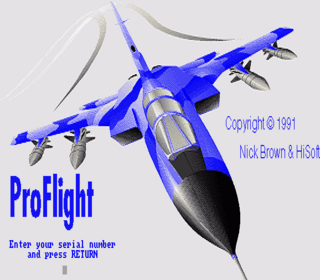 Copyright © 1991
Nick Brown & HiSoft
ProFlight
Enter your serial number
and press RETURN